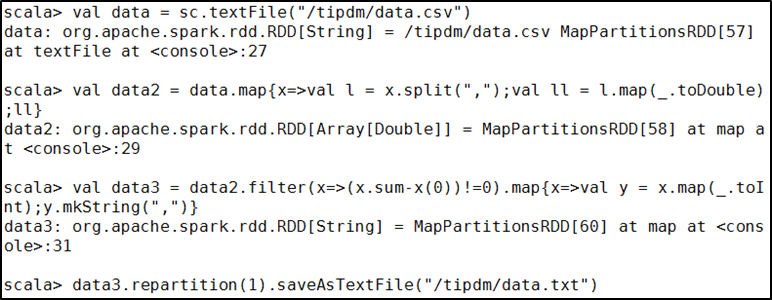 scala> val data = sc.textFile("/tipdm/data.csv")
data: org.apache.spark.rdd.RDD[String] = /tipdm/data.csv MapPartitionsRDD[57]
at textFile at <console>:27
scala> val data2 = data.map{x=>val l = x.split(",");val ll = l.map(_.toDouble)
;ll}
data2: org.apache.spark.rdd.RDD[Array[Double]] = MapPartitionsRDD[58] at map a
t <console>:29
scala> val data3 = data2.filter(x=>(x.sum-x(0))!=0).map{x=>val y = x.map(_.toI
nt);y.mkString(",")}
data3: org.apache.spark.rdd.RDD[String] = MapPartitionsRDD[60] at map at <cons
ole>:31
scala> data3.repartition(1).saveAsTextFile("/tipdm/data.txt")